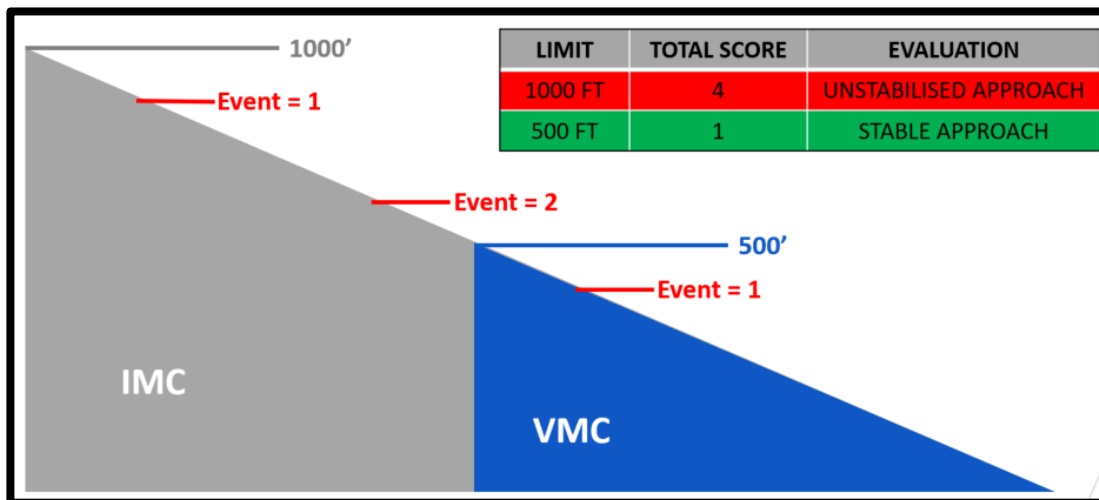 1000'
LIMIT TOTAL SCORE EVALUATION
1000 FT 4 UNSTABILISED APPROACH
500 FT 1 STABLE APPROACH
Event = 1
Event = 2
500'
Event = 1
IMC
VMC